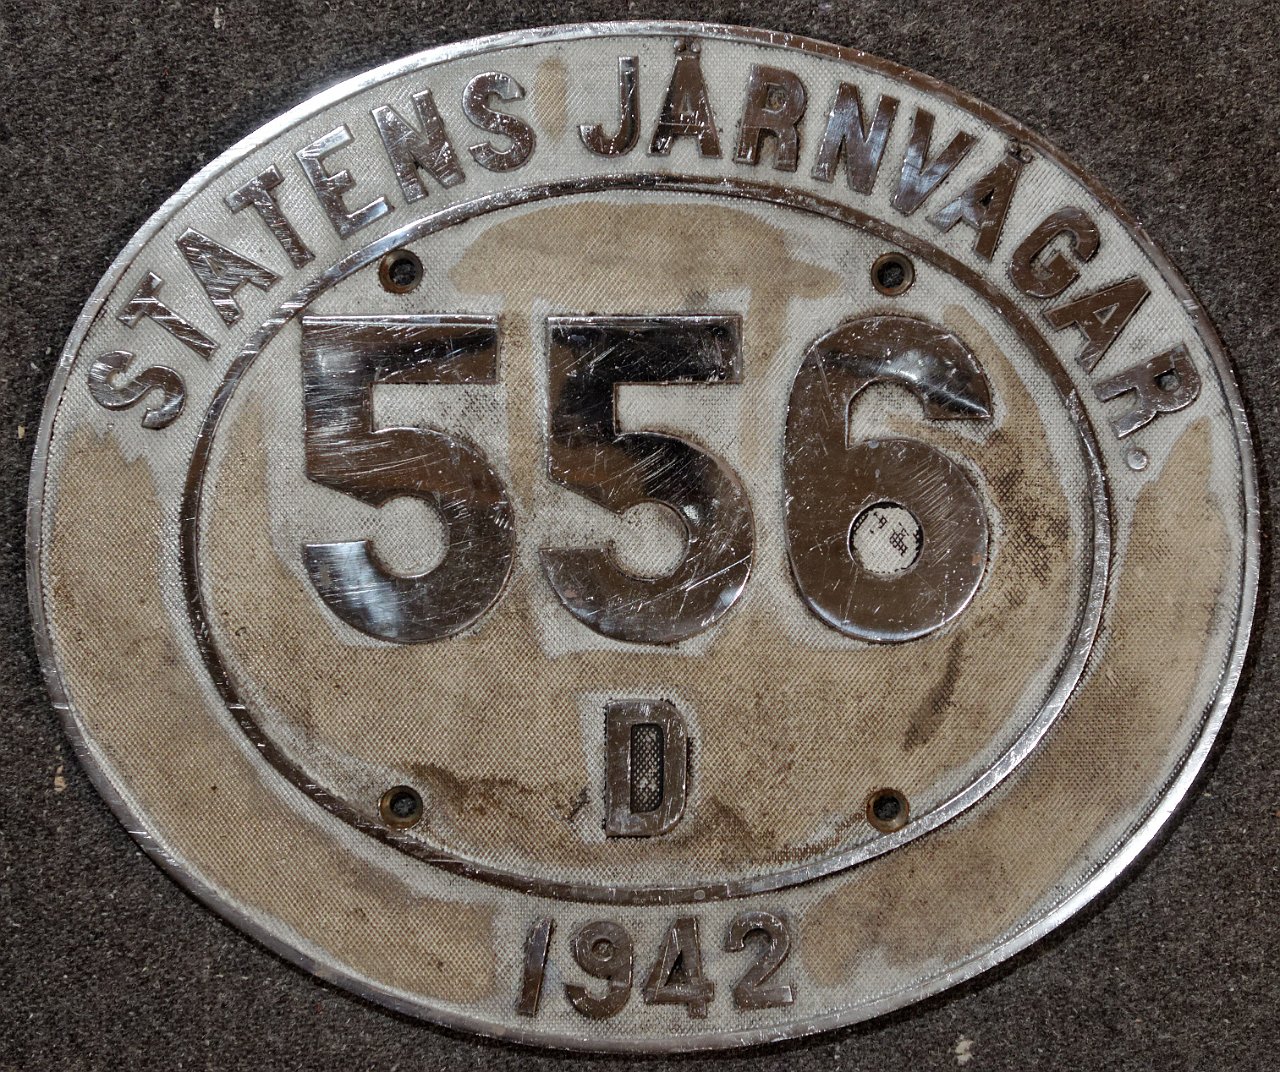 STATENS JÄRNVÄGAR.
556
D
1942